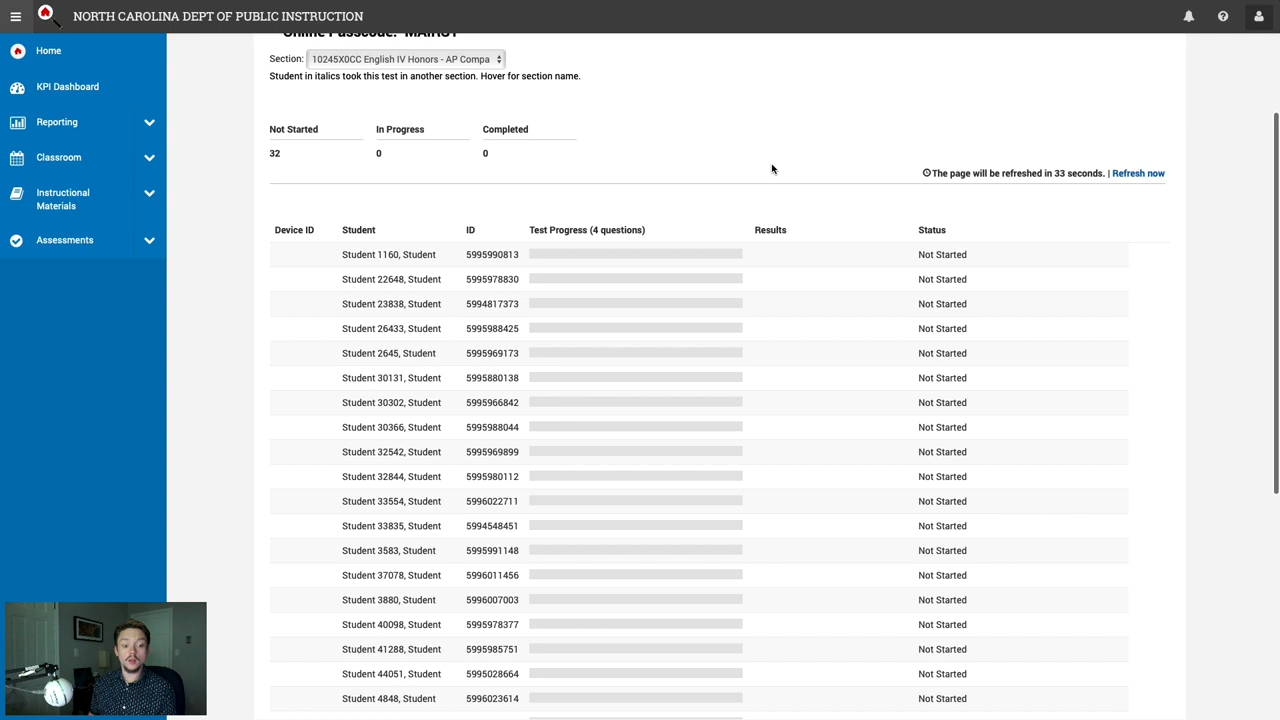 NORTH CAROLINA DEPT OF PUBLIC INSTRUCTION
Home
KPI Dashboard
Reporting
Classroom
Instructional
Materials
Assessments
Online Passcode:
Section: 10245X0CC English IV Honors - AP Compa
Student in italics took this test in another section. Hover for section name.
Not Started In Progress Completed
32 0 0
The page will be refreshed in 33 seconds. | Refresh now
Device ID Student ID Test Progress (4 questions) Results Status
Student 1160, Student 5995990813 Not Started
Student 22648, Student 5995978830 Not Started
Student 23838, Student 5994817373 Not Started
Student 26433, Student 5995988425 Not Started
Student 2645, Student 5995969173 Not Started
Student 30131, Student 5995880138 Not Started
Student 30302, Student 5995966842 Not Started
Student 30366, Student 5995988044 Not Started
Student 32542, Student 5995969899 Not Started
Student 32844, Student 5995980112 Not Started
Student 33554, Student 5996022711 Not Started
Student 33835, Student 5994548451 Not Started
Student 3583, Student 5995991148 Not Started
Student 37078, Student 5996011456 Not Started
Student 3880, Student 5996007003 Not Started
Student 40098, Student 5995978377 Not Started
Student 41288, Student 5995985751 Not Started
Student 44051, Student 5995028664 Not Started
Student 4848, Student 5996023614 Not Started